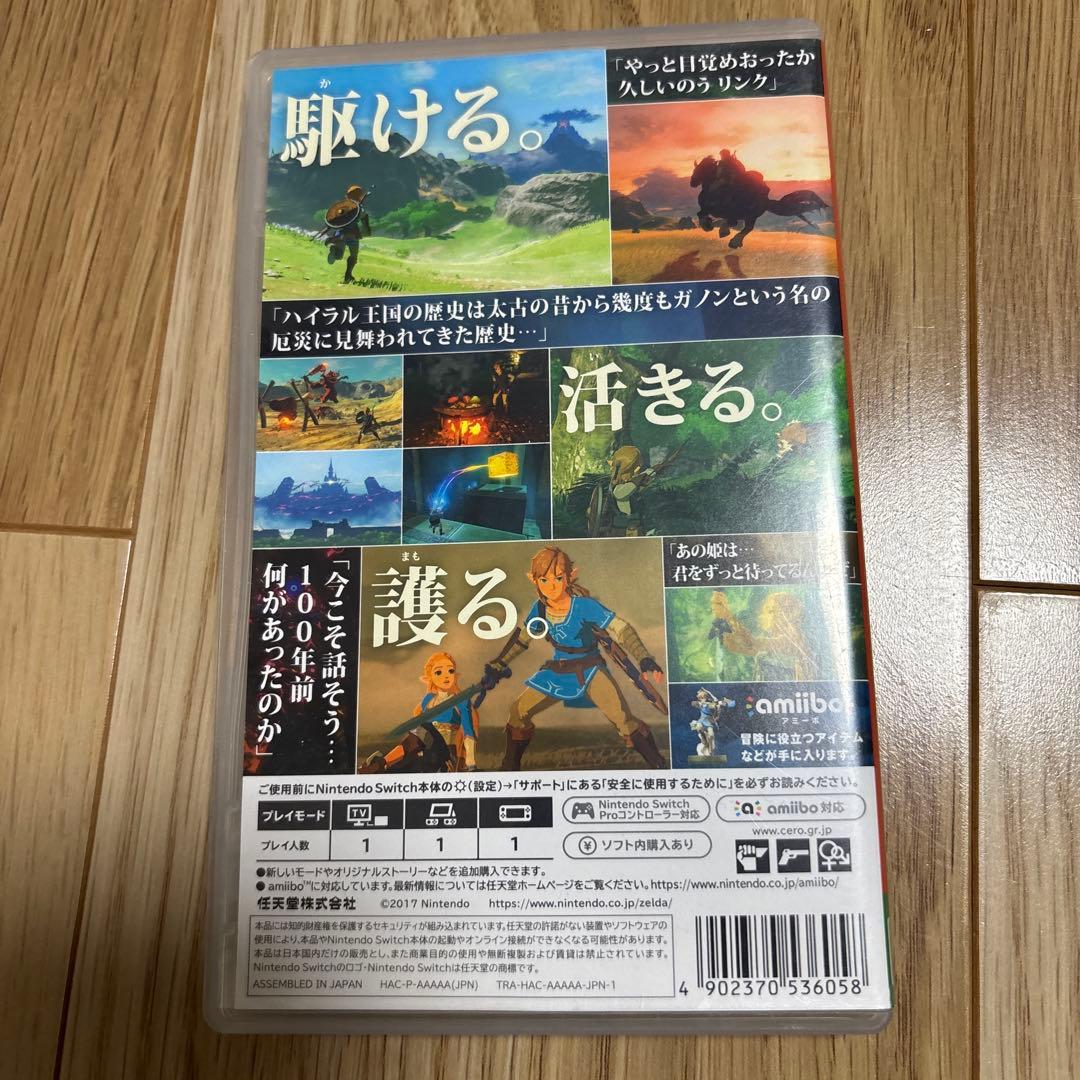 「やっと目覚めおったか
久しいのう リンク」
か
駆ける。
「ハイラル王国の歴史は太古の昔から幾度もガノンという名の
厄災に見舞われてきた歴史…」
い
活きる。
「今こそ話そう…
100年前
何があったのか」
まも
護る。
「あの姫は…
君をずっと待ってるん
amiibo
アミーボ
冒険に役立つアイテム
などが手に入ります。
ご使用前にNintendo Switch本体の(設定)→「サポート」にある「安全に使用するために」を必ずお読みください。
プレイモード
TV
プレイ人数 1 1 1
Nintendo Switch
Proコントローラー対応
a amiibo 対応
¥ ソフト内購入あり
www.cero.gr.jp
●新しいモードやオリジナルストーリーなどを追加購入できます。
●amiibo™に対応しています。最新情報については任天堂ホームページをご覧ください。https://www.nintendo.co.jp/amiibo/
任天堂株式会社 ©2017 Nintendo https://www.nintendo.co.jp/zelda/
本品には知的財産権を保護するセキュリティが組み込まれています。任天堂の許諾がない装置やソフトウェアの
使用により、本品やNintendo Switch本体の起動やオンライン接続ができなくなる可能性があります。
本品は日本国内だけの販売とし、また商業目的の使用や無断複製および賃貸は禁止されています。
Nintendo Switchのロゴ・Nintendo Switchは任天堂の商標です。
ASSEMBLED IN JAPAN HAC-P-AAAAA(JPN) TRA-HAC-AAAAA-JPN-1
4 902370 536058